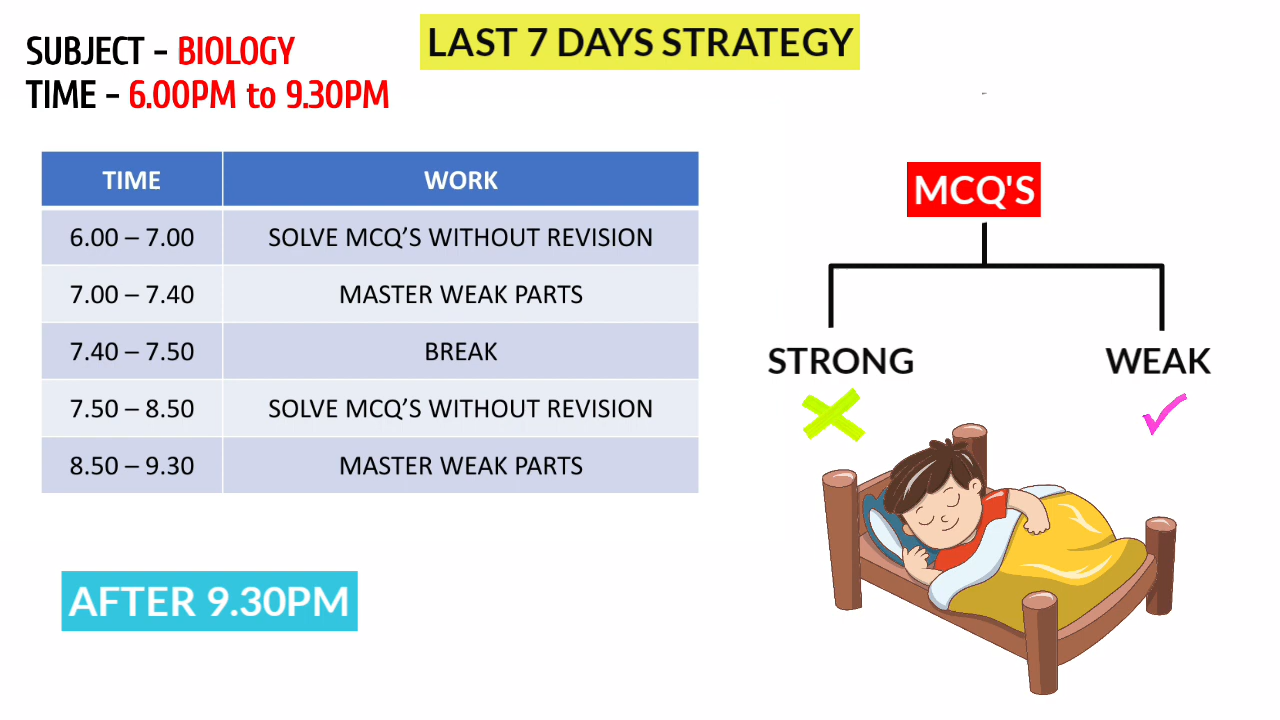 LAST 7 DAYS STRATEGY
SUBJECT - BIOLOGY
TIME - 6.00PM to 9.30PM
TIME WORK
6.00 – 7.00 SOLVE MCQ’S WITHOUT REVISION
7.00 – 7.40 MASTER WEAK PARTS
7.40 – 7.50 BREAK
7.50 – 8.50 SOLVE MCQ’S WITHOUT REVISION
8.50 – 9.30 MASTER WEAK PARTS
MCQ'S
STRONG WEAK
AFTER 9.30PM